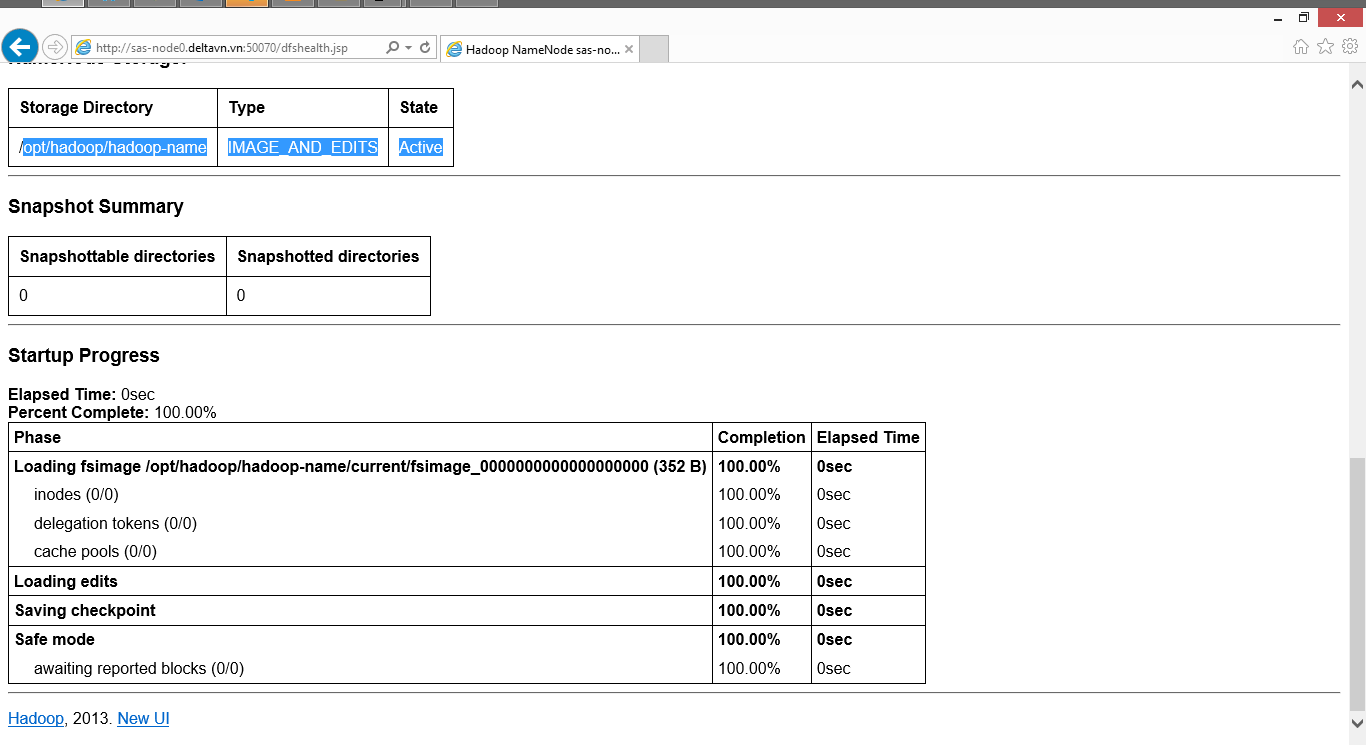 http://sas-node0.deltavn.vn:50070/dfshealth.jsp
Hadoop NameNode sas-no...
NameNode Storage:
Storage Directory Type State
/opt/hadoop/hadoop-name IMAGE_AND_EDITS Active
Snapshot Summary
Snapshottable directories Snapshotted directories
0 0
Startup Progress
Elapsed Time: 0sec
Percent Complete: 100.00%
Phase Completion Elapsed Time
Loading fsimage /opt/hadoop/hadoop-name/current/fsimage_0000000000000000000 (352 B) 100.00% 0sec
inodes (0/0) 100.00% 0sec
delegation tokens (0/0) 100.00% 0sec
cache pools (0/0) 100.00% 0sec
Loading edits 100.00% 0sec
Saving checkpoint 100.00% 0sec
Safe mode 100.00% 0sec
awaiting reported blocks (0/0) 100.00% 0sec
Hadoop, 2013. New UI